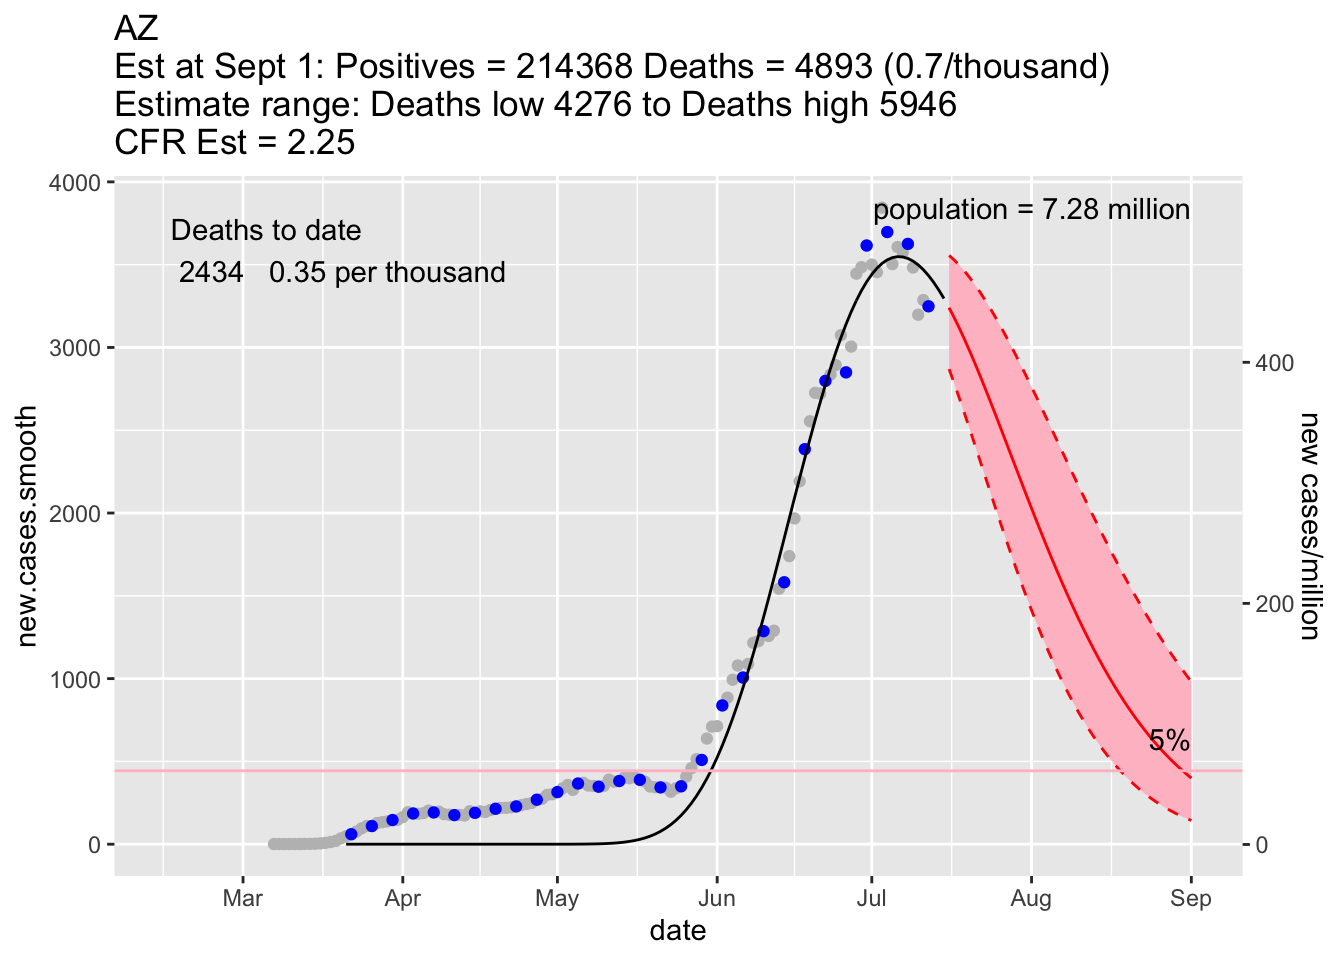 AZ
Est at Sept 1: Positives = 214368 Deaths = 4893 (0.7/thousand)
Estimate range: Deaths low 4276 to Deaths high 5946
CFR Est = 2.25
Deaths to date
2434 0.35 per thousand
population = 7.28 million
5%
new.cases.smooth
4000
3000
2000
1000
0
new cases/million
400
200
0
Mar Apr May Jun Jul Aug Sep
date